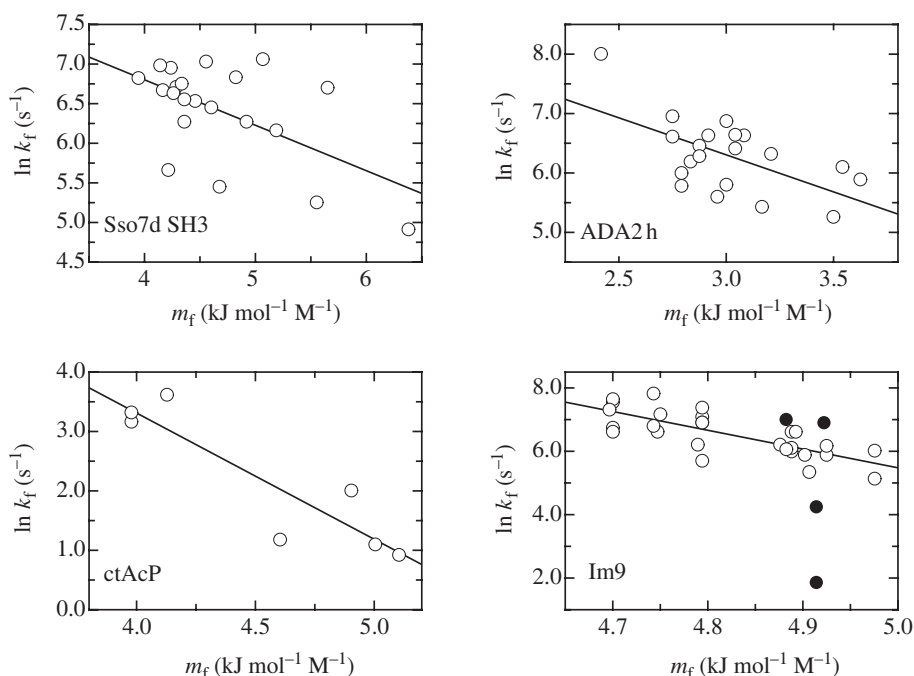 7.5
7.0
6.5
6.0
5.5
5.0
4.5
ln k_f (s⁻¹)
Sso7d SH3
4 5 6
m_f (kJ mol⁻¹ M⁻¹)
8.0
7.0
6.0
5.0
ln k_f (s⁻¹)
ADA2h
2.5 3.0 3.5
m_f (kJ mol⁻¹ M⁻¹)
4.0
3.0
2.0
1.0
0.0
ln k_f (s⁻¹)
ctAcP
4.0 4.5 5.0
m_f (kJ mol⁻¹ M⁻¹)
8.0
6.0
4.0
2.0
ln k_f (s⁻¹)
Im9
4.7 4.8 4.9 5.0
m_f (kJ mol⁻¹ M⁻¹)